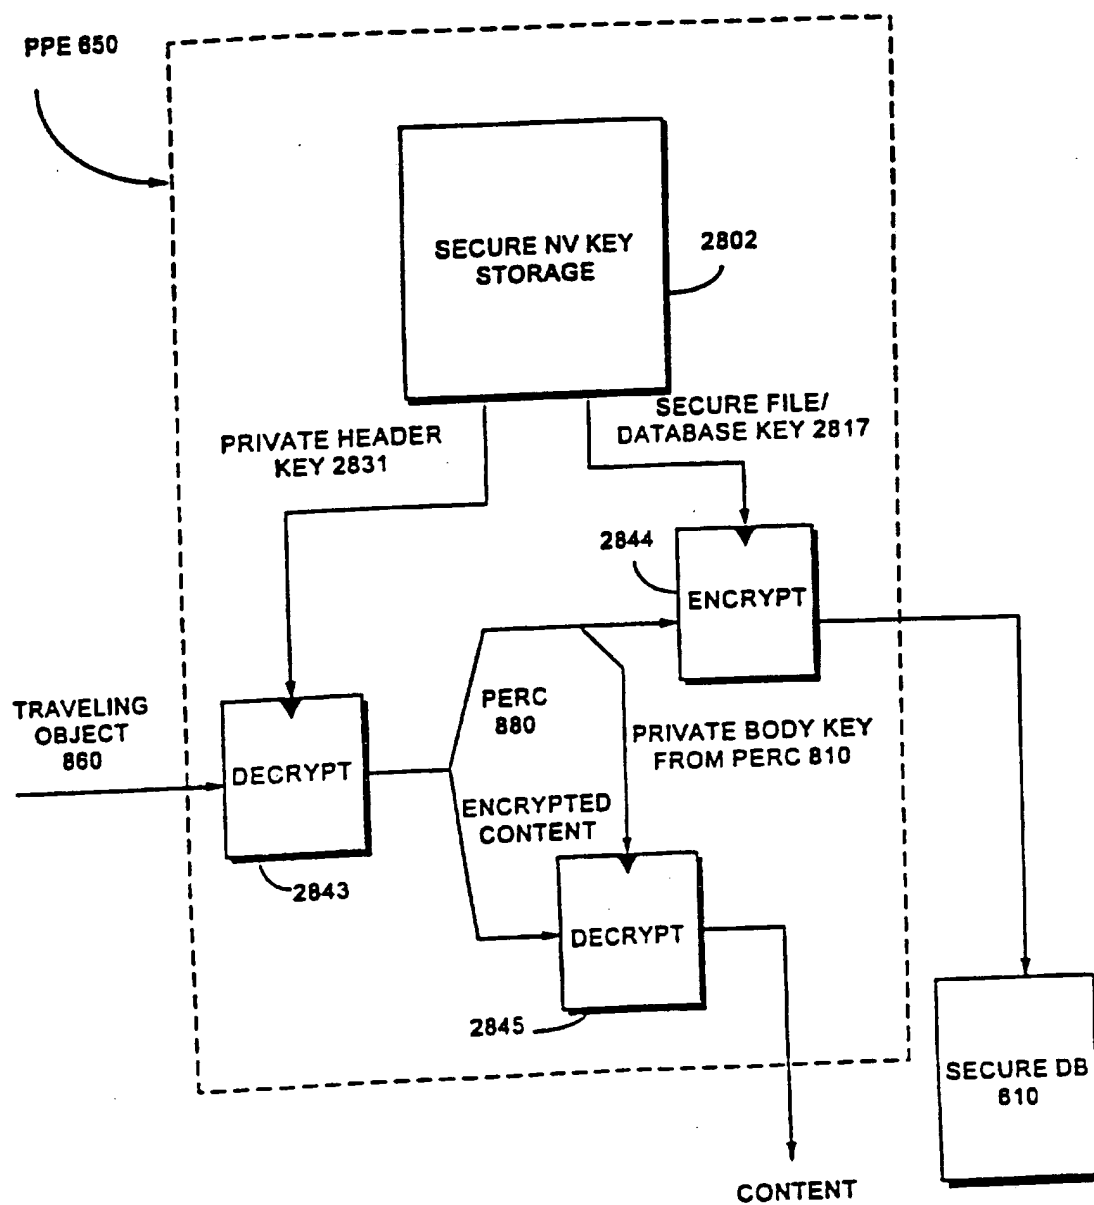 PPE 650
SECURE NV KEY
STORAGE
2802
SECURE FILE/
DATABASE KEY 2817
PRIVATE HEADER
KEY 2831
2844
ENCRYPT
TRAVELING
OBJECT
860
PERC
880
PRIVATE BODY KEY
FROM PERC 810
DECRYPT
ENCRYPTED
CONTENT
2843
DECRYPT
2845
SECURE DB
610
CONTENT